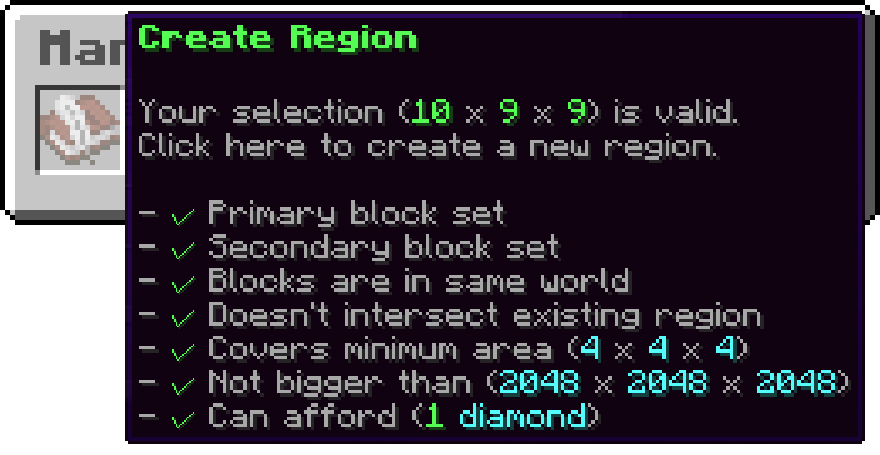 Create Region
Your selection (10 x 9 x 9) is valid.
Click here to create a new region.
- ✓ Primary block set
- ✓ Secondary block set
- ✓ Blocks are in same world
- ✓ Doesn't intersect existing region
- ✓ Covers minimum area (4 x 4 x 4)
- ✓ Not bigger than (2048 x 2048 x 2048)
- ✓ Can afford (1 diamond)